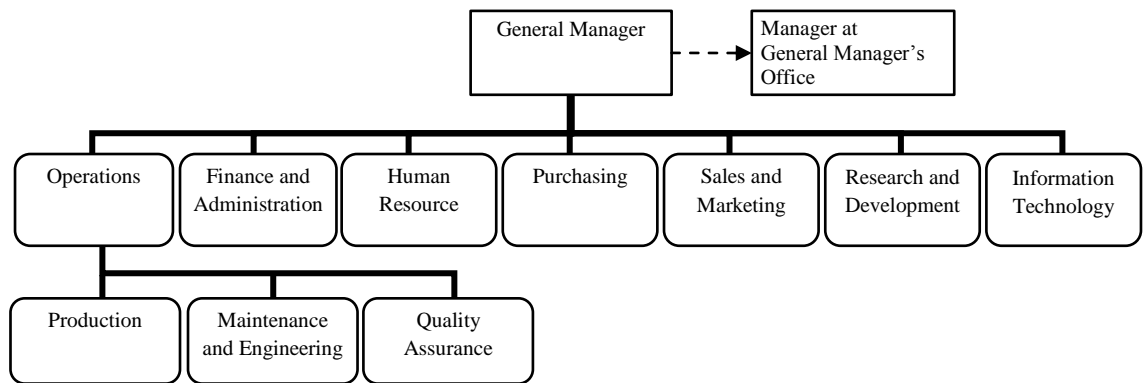 General Manager
Manager at
General Manager's
Office
Operations
Finance and
Administration
Human
Resource
Purchasing
Sales and
Marketing
Research and
Development
Information
Technology
Production
Maintenance
and Engineering
Quality
Assurance